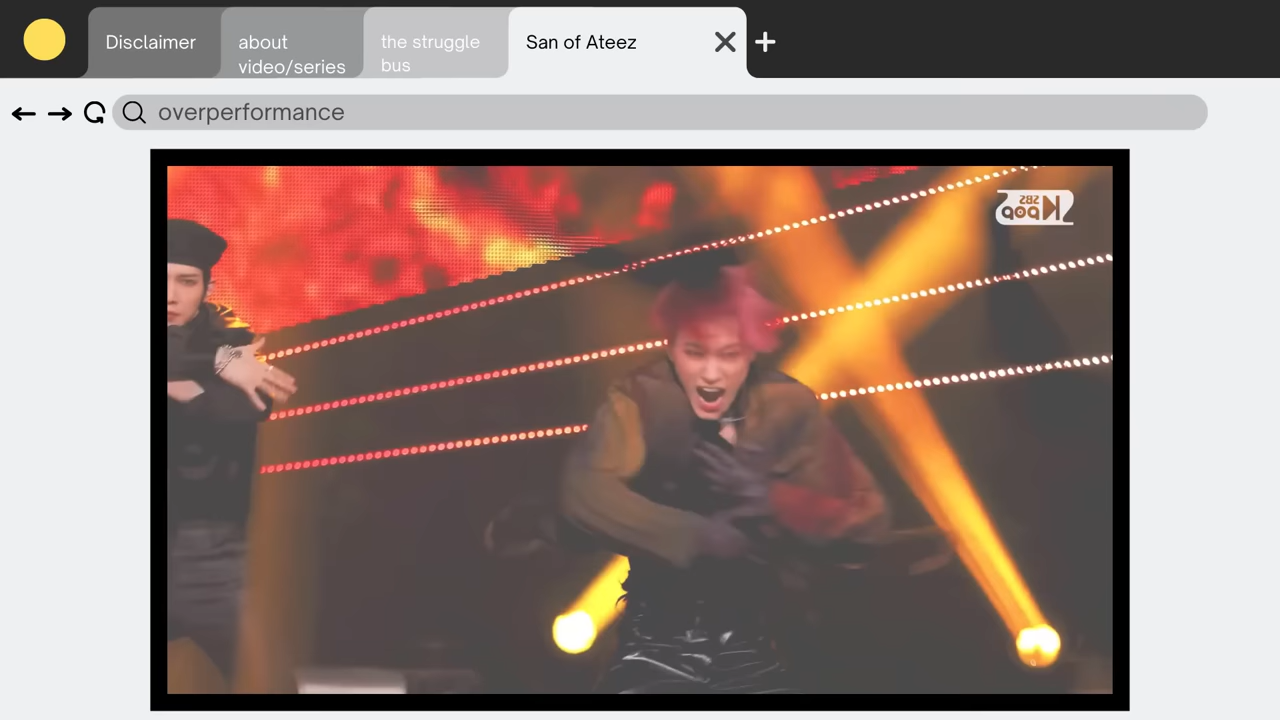 Disclaimer
about
video/series
the struggle
bus
San of Ateez
overperformance
SBS
Kpop